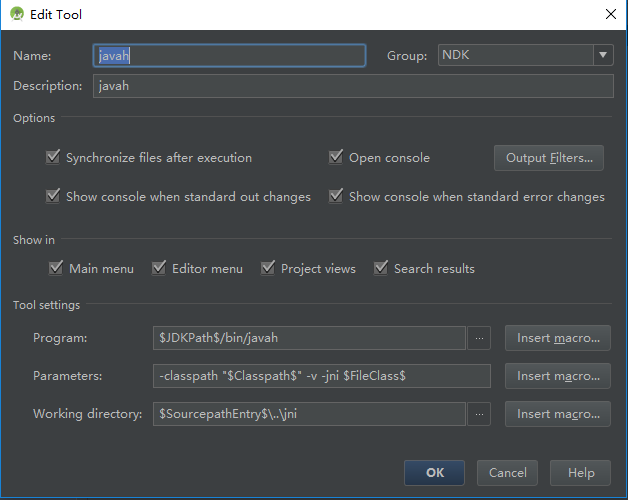 Edit Tool
Name: javah Group: NDK
Description: javah
Options
Synchronize files after execution Open console Output Filters...
Show console when standard out changes Show console when standard error changes
Show in
Main menu Editor menu Project views Search results
Tool settings
Program: $JDKPath$/bin/javah ... Insert macro...
Parameters: -classpath "$Classpath$" -v -jni $FileClass$ Insert macro...
Working directory: $SourcepathEntry$\..\jni ... Insert macro...
OK Cancel Help